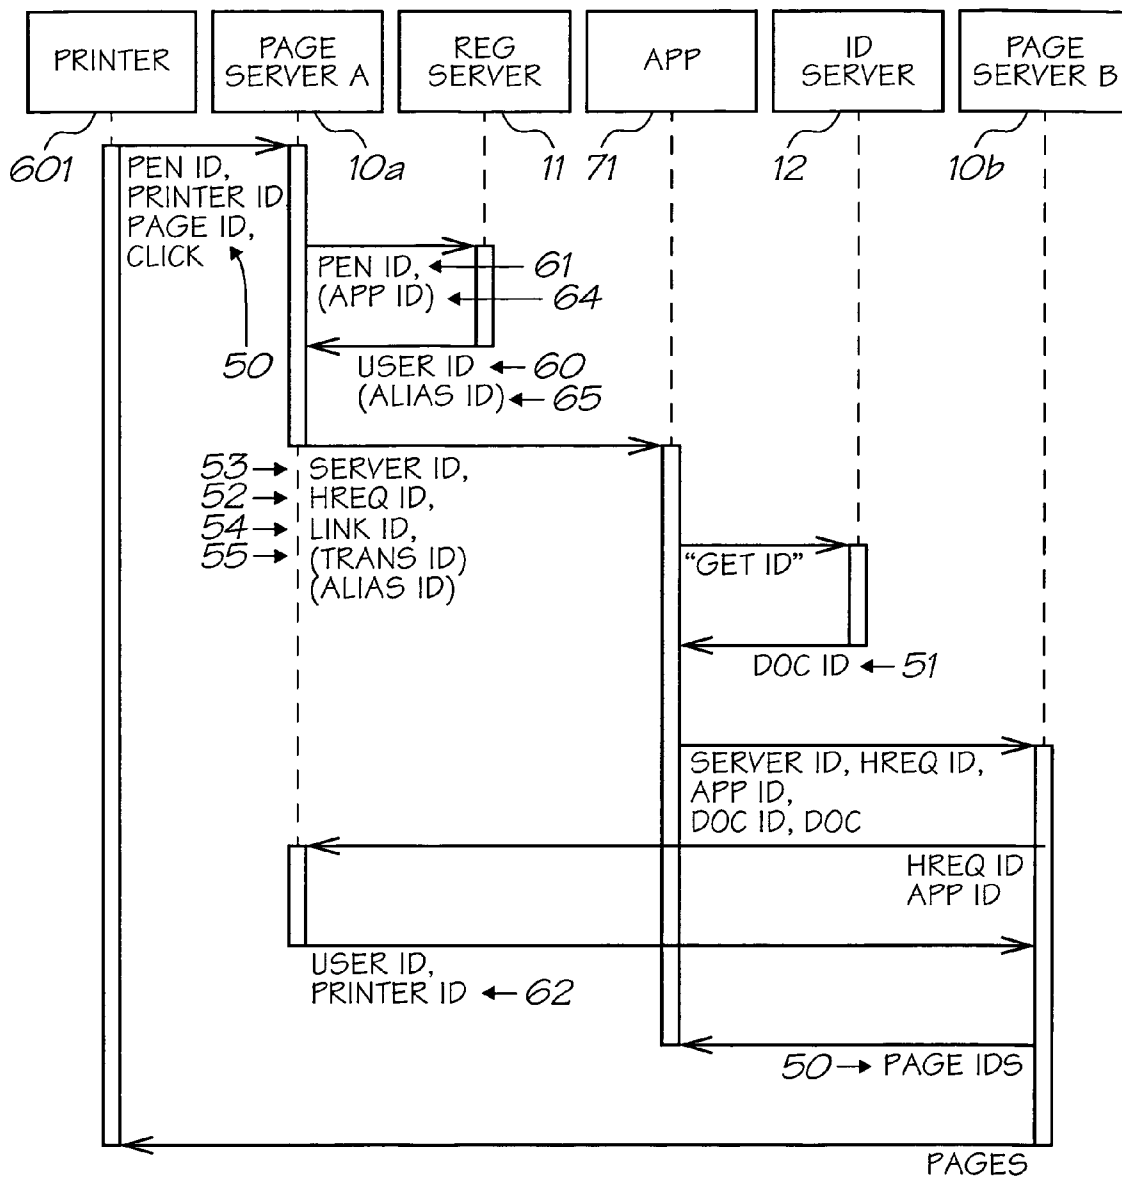 PRINTER
PAGE
SERVER A
REG
SERVER
APP
ID
SERVER
PAGE
SERVER B
601
10a
11
71
12
10b
PEN ID,
PRINTER ID
PAGE ID,
CLICK
50
PEN ID,
61
(APP ID)
64
USER ID
60
(ALIAS ID)
65
53
SERVER ID,
52
HREQ ID,
54
LINK ID,
55
(TRANS ID)
(ALIAS ID)
"GET ID"
DOC ID
51
SERVER ID, HREQ ID,
APP ID,
DOC ID, DOC
HREQ ID
APP ID
USER ID,
PRINTER ID
62
50
PAGE IDS
PAGES